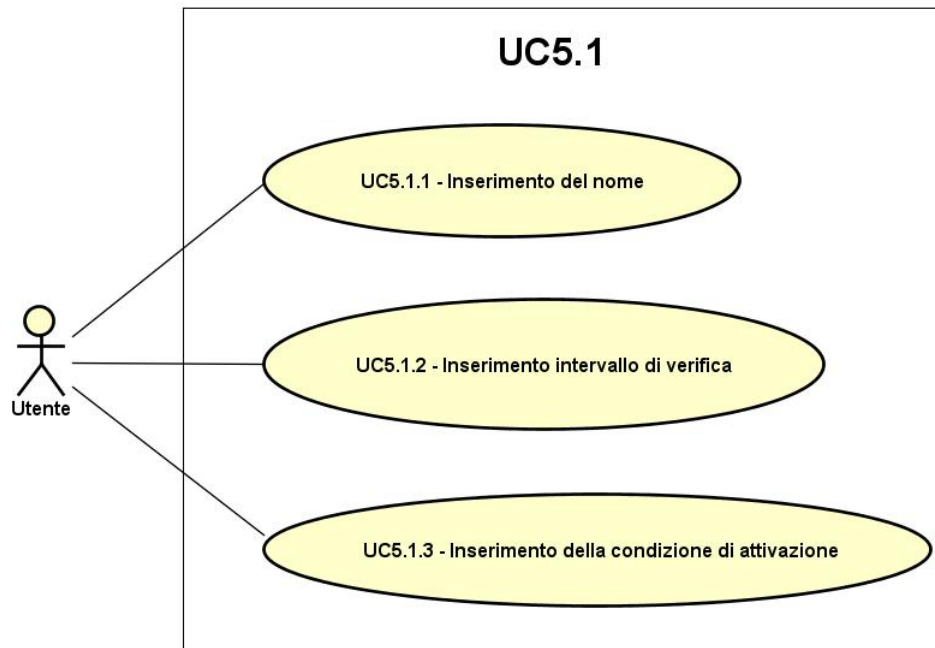 UC5.1
UC5.1.1 - Inserimento del nome
UC5.1.2 - Inserimento intervallo di verifica
Utente
UC5.1.3 - Inserimento della condizione di attivazione